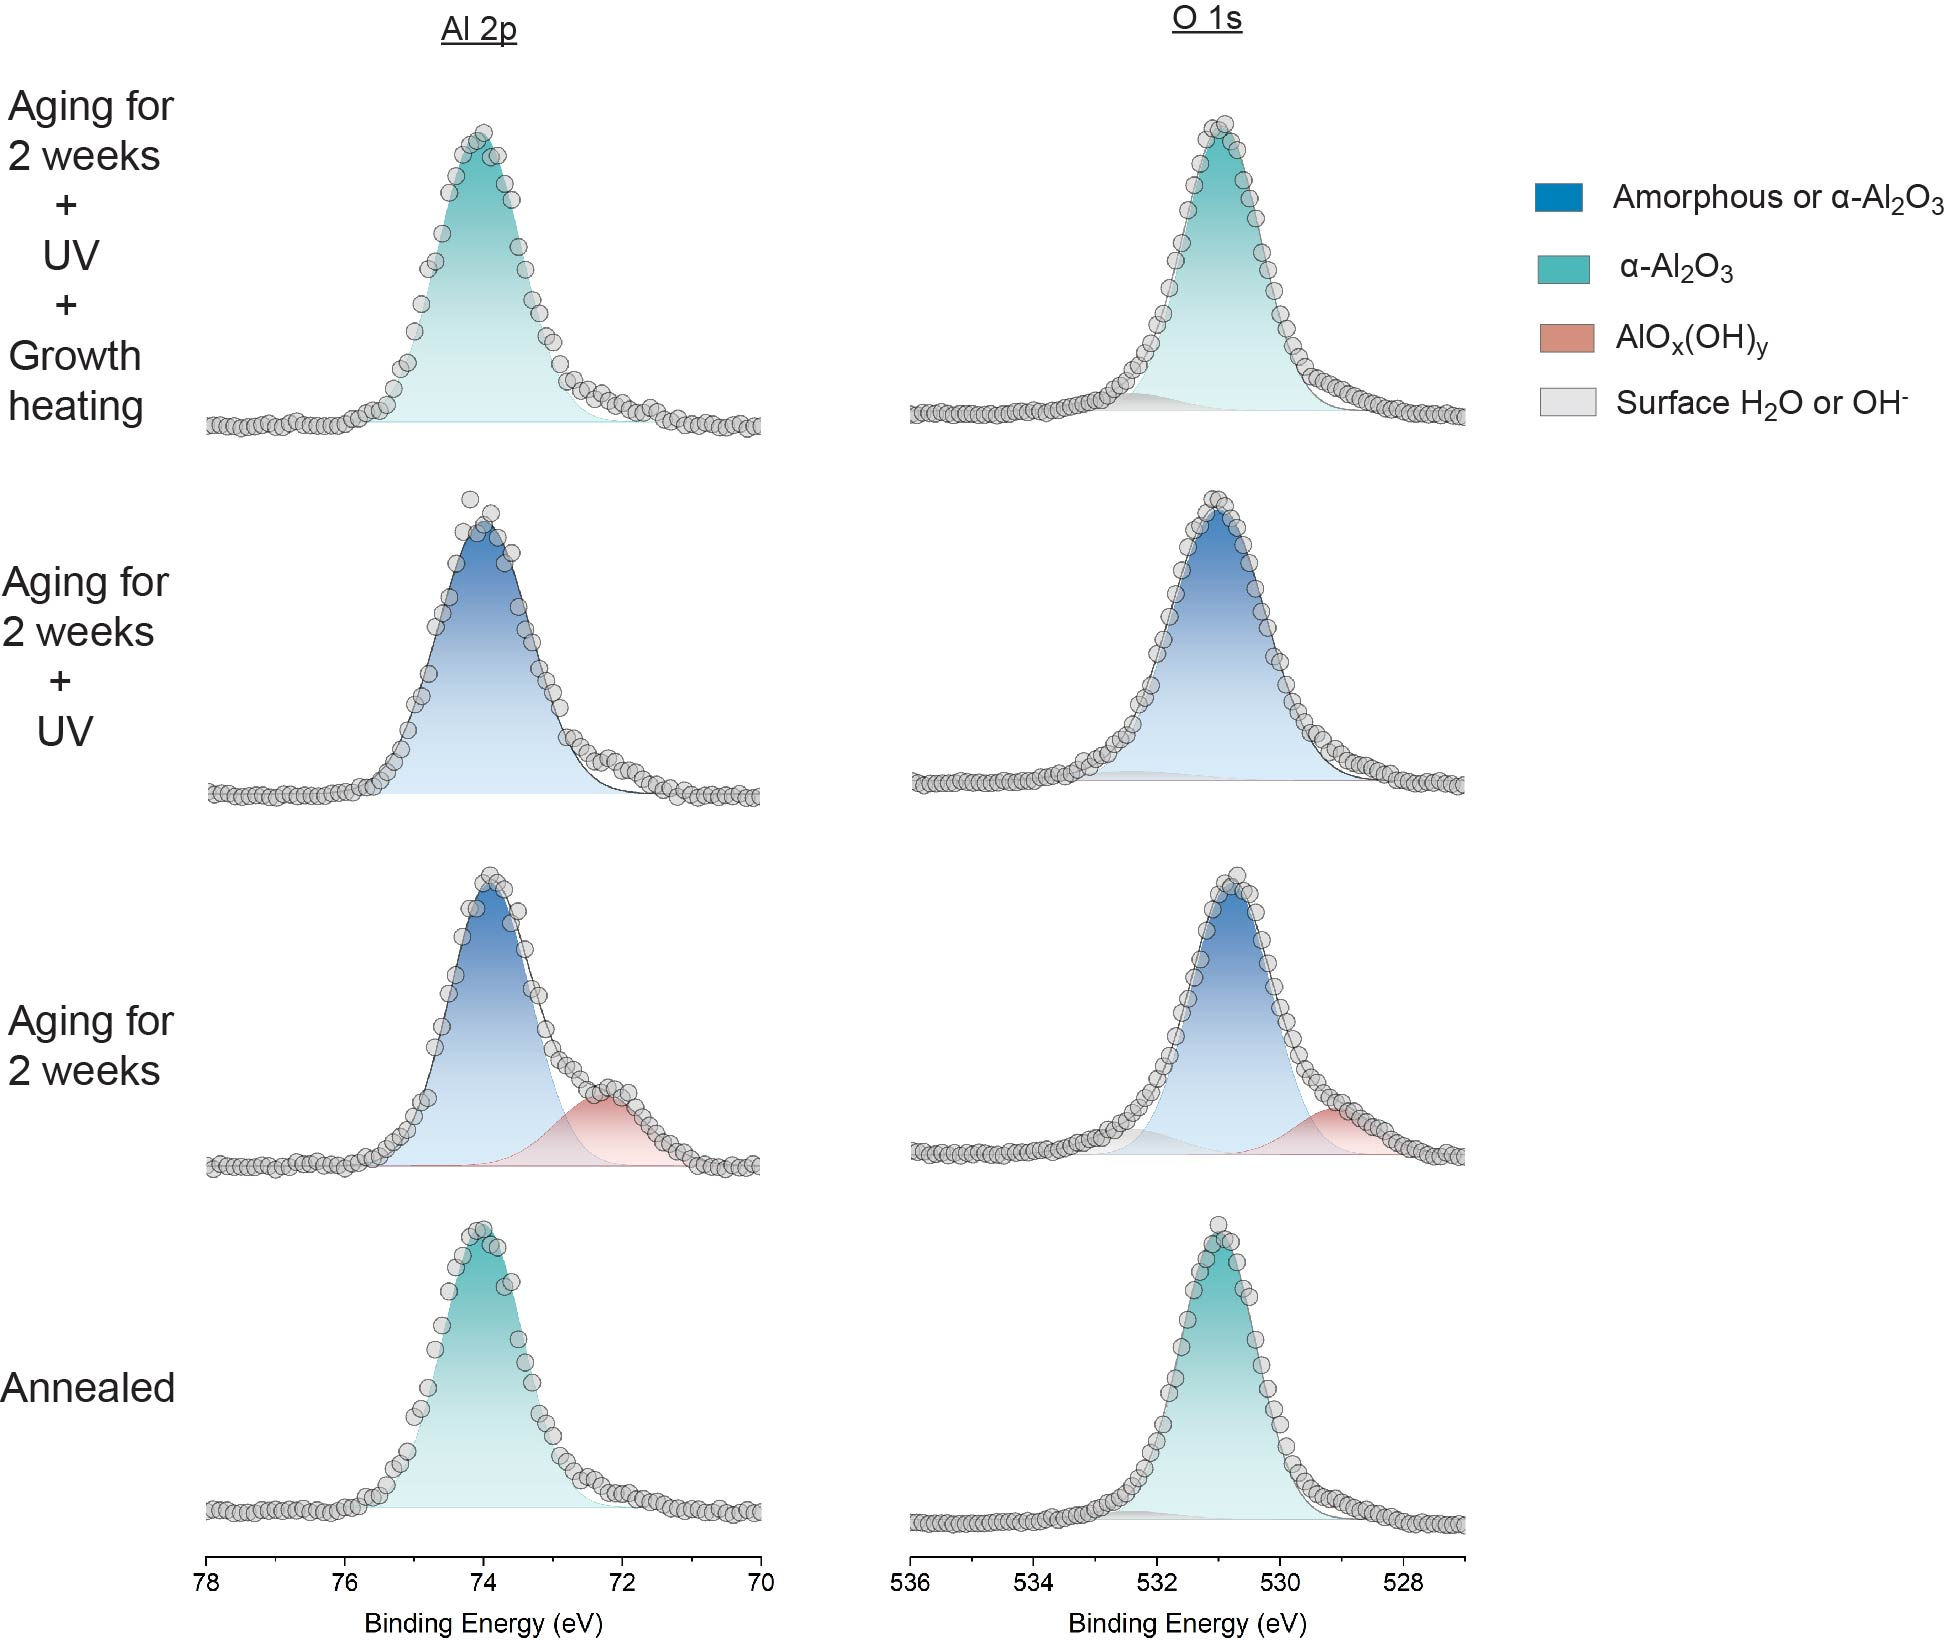 Al 2p
O 1s
Aging for
2 weeks
+
UV
+
Growth
heating
Amorphous or α-Al₂O₃
α-Al₂O₃
AlOₓ(OH)ᵧ
Surface H₂O or OH⁻
Aging for
2 weeks
+
UV
Aging for
2 weeks
Annealed
78 76 74 72 70
536 534 532 530 528
Binding Energy (eV)
Binding Energy (eV)